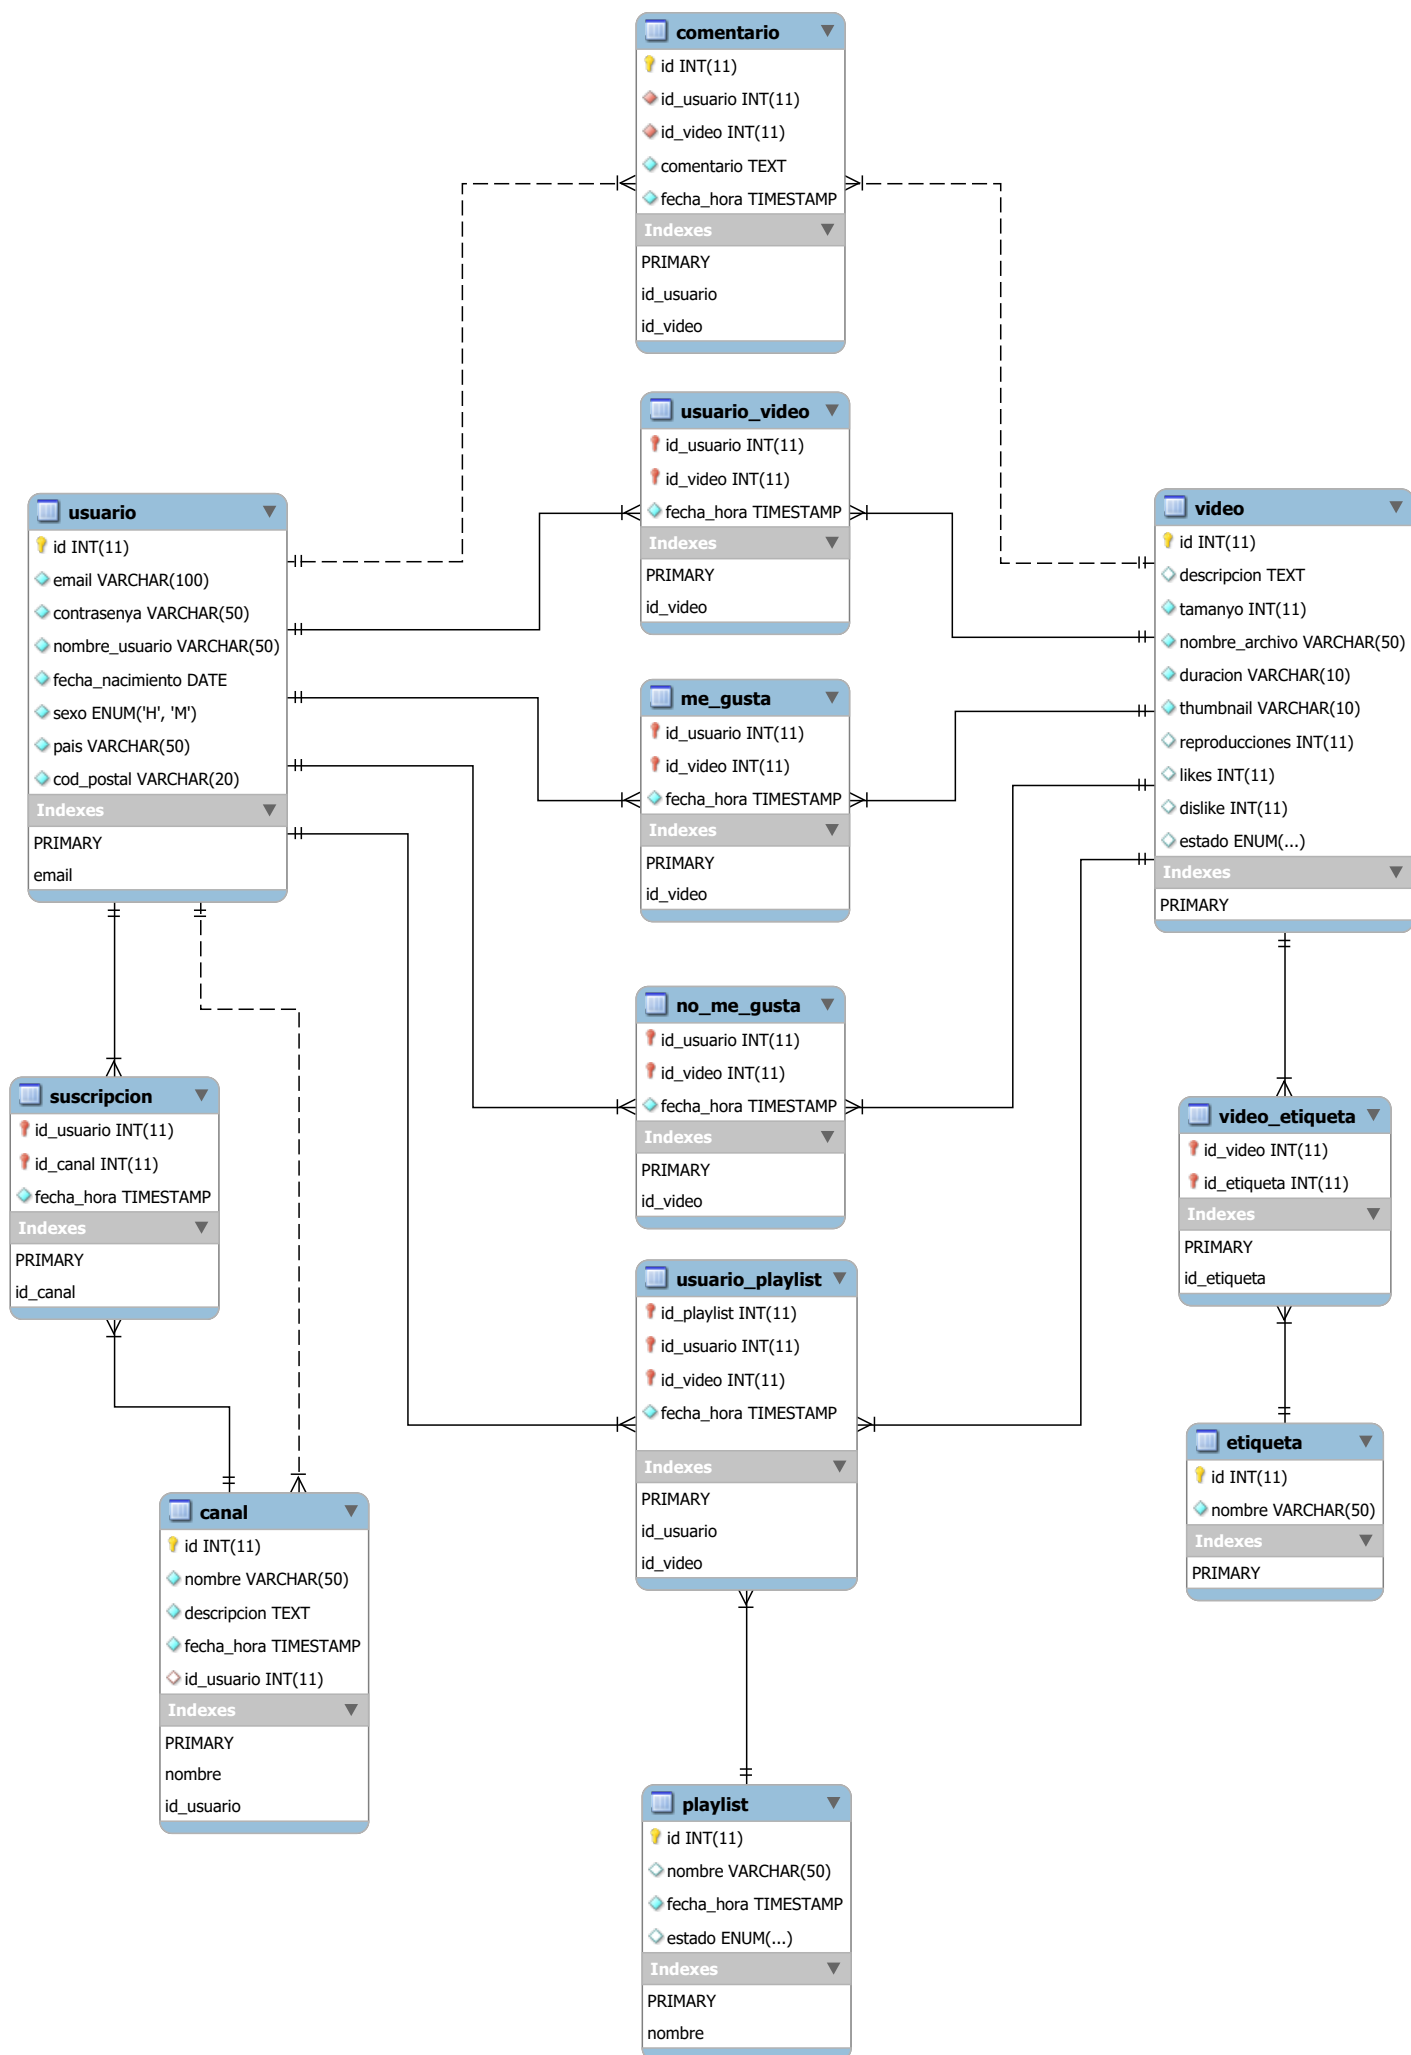 comentario
id INT(11)
id_usuario INT(11)
id_video INT(11)
comentario TEXT
fecha_hora TIMESTAMP
Indexes
PRIMARY
id_usuario
id_video
usuario_video
id_usuario INT(11)
id_video INT(11)
fecha_hora TIMESTAMP
Indexes
PRIMARY
id_video
usuario
id INT(11)
email VARCHAR(100)
contrasenya VARCHAR(50)
nombre_usuario VARCHAR(50)
fecha_nacimiento DATE
sexo ENUM('H', 'M')
pais VARCHAR(50)
cod_postal VARCHAR(20)
Indexes
PRIMARY
email
video
id INT(11)
descripcion TEXT
tamanyo INT(11)
nombre_archivo VARCHAR(50)
duracion VARCHAR(10)
thumbnail VARCHAR(10)
reproducciones INT(11)
likes INT(11)
dislike INT(11)
estado ENUM(...)
Indexes
PRIMARY
me_gusta
id_usuario INT(11)
id_video INT(11)
fecha_hora TIMESTAMP
Indexes
PRIMARY
id_video
no_me_gusta
id_usuario INT(11)
id_video INT(11)
fecha_hora TIMESTAMP
Indexes
PRIMARY
id_video
suscripcion
id_usuario INT(11)
id_canal INT(11)
fecha_hora TIMESTAMP
Indexes
PRIMARY
id_canal
video_etiqueta
id_video INT(11)
id_etiqueta INT(11)
Indexes
PRIMARY
id_etiqueta
usuario_playlist
id_playlist INT(11)
id_usuario INT(11)
id_video INT(11)
fecha_hora TIMESTAMP
Indexes
PRIMARY
id_usuario
id_video
etiqueta
id INT(11)
nombre VARCHAR(50)
Indexes
PRIMARY
canal
id INT(11)
nombre VARCHAR(50)
descripcion TEXT
fecha_hora TIMESTAMP
id_usuario INT(11)
Indexes
PRIMARY
nombre
id_usuario
playlist
id INT(11)
nombre VARCHAR(50)
fecha_hora TIMESTAMP
estado ENUM(...)
Indexes
PRIMARY
nombre